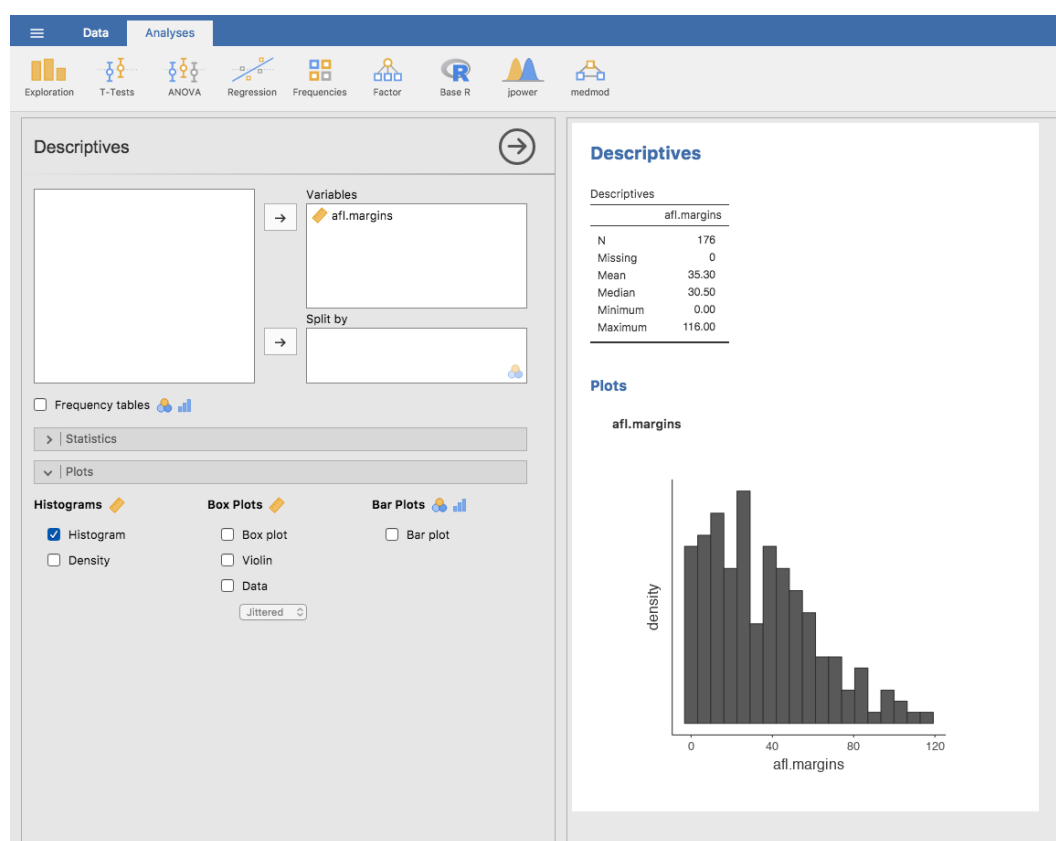 Data Analyses
Exploration T-Tests ANOVA Regression Frequencies Factor Base R jpower medmod
R
Descriptives
Variables
afl.margins
Split by
Frequency tables
Statistics
Plots
Histograms Box Plots Bar Plots
Histogram Box plot Bar plot
Density Violin
Data
Jittered
Descriptives
Descriptives
afl.margins
N 176
Missing 0
Mean 35.30
Median 30.50
Minimum 0.00
Maximum 116.00
Plots
afl.margins
density
0 40 80 120
afl.margins